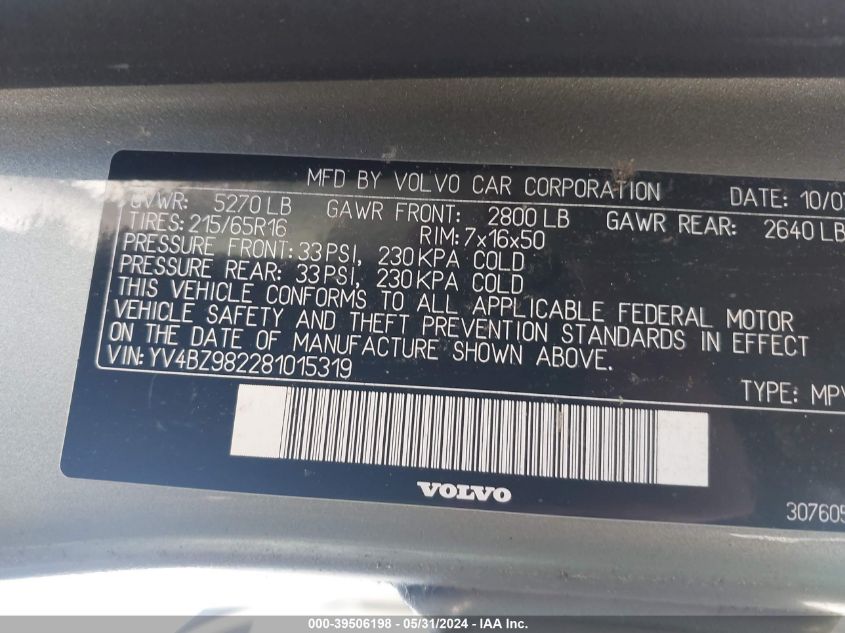 MFD BY VOLVO CAR CORPORATION DATE: 10/07
GVWR: 5270 LB GAWR FRONT: 2800 LB GAWR REAR: 2640 LB
TIRES: 215/65R16 RIM: 7x16x50
PRESSURE FRONT: 33 PSI, 230 KPA COLD
PRESSURE REAR: 33 PSI, 230 KPA COLD
THIS VEHICLE CONFORMS TO ALL APPLICABLE FEDERAL MOTOR
VEHICLE SAFETY AND THEFT PREVENTION STANDARDS IN EFFECT
ON THE DATE OF MANUFACTURE SHOWN ABOVE.
VIN: YV4BZ982281015319
TYPE: MPV
VOLVO
307605
000-39506198 - 05/31/2024 - IAA Inc.